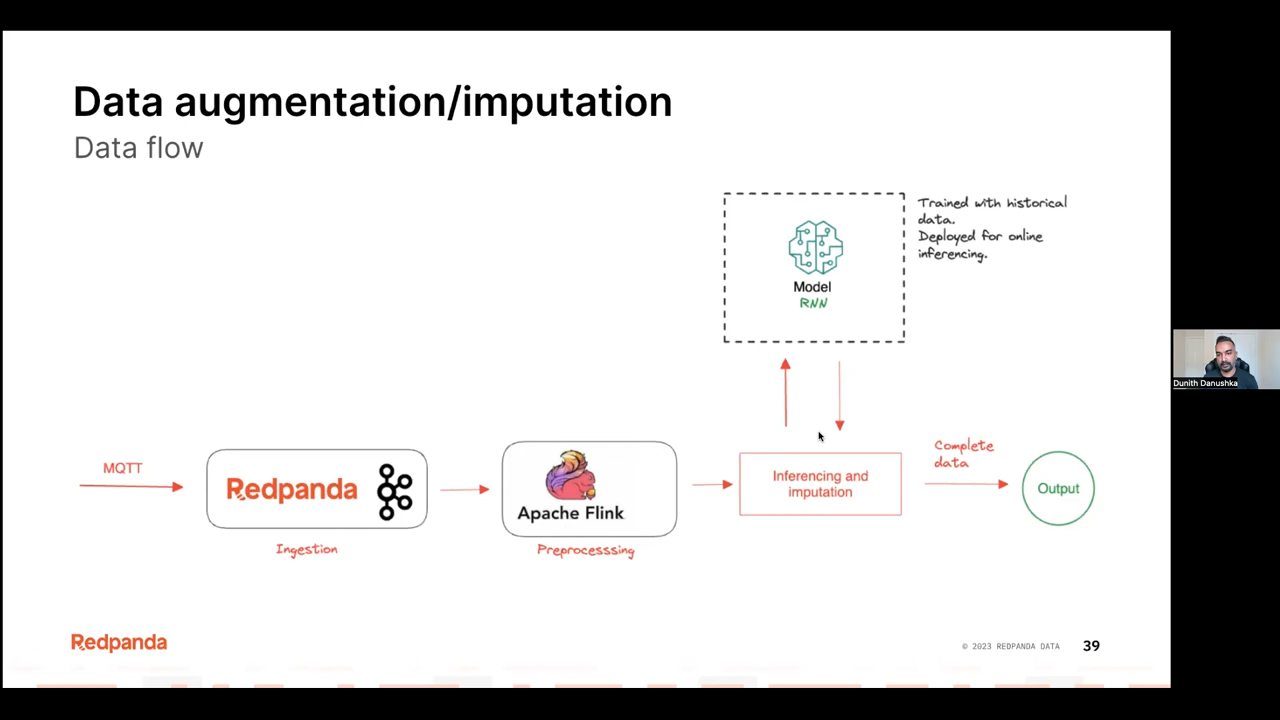 Data augmentation/imputation
Data flow
Trained with historical
data.
Deployed for online
inferencing.
Model
RNN
MQTT
Redpanda
Ingestion
Apache Flink
Preprocesssing
Inferencing and
imputation
Complete
data
Output
Dunith Danushka
Redpanda
© 2023 REDPANDA DATA
39